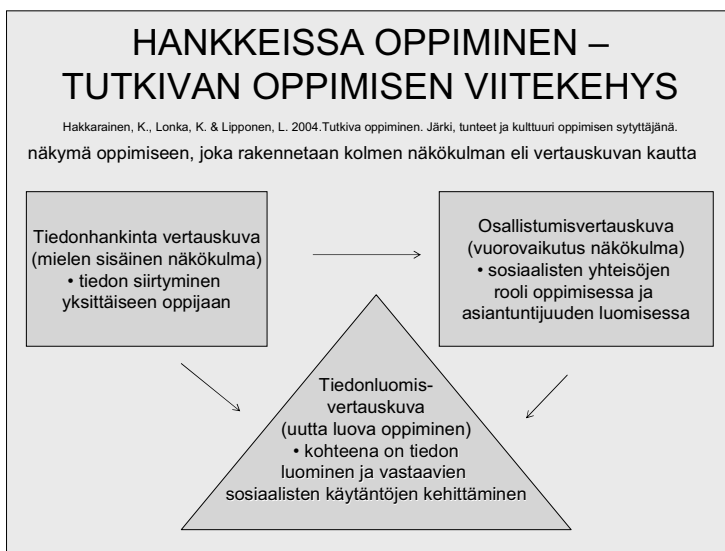 HANKKEISSA OPPIMINEN –
TUTKIVAN OPPIMISEN VIITEKEHYS
Hakkarainen, K., Lonka, K. & Lipponen, L. 2004.Tutkiva oppiminen. Järki, tunteet ja kulttuuri oppimisen sytyttäjänä.
näkymä oppimiseen, joka rakennetaan kolmen näkökulman eli vertauskuvan kautta
Tiedonhankinta vertauskuva
(mielen sisäinen näkökulma)
• tiedon siirtyminen
yksittäiseen oppijaan
Osallistumisvertauskuva
(vuorovaikutus näkökulma)
• sosiaalisten yhteisöjen
rooli oppimisessa ja
asiantuntijuuden luomisessa
Tiedonluomis-
vertauskuva
(uutta luova oppiminen)
• kohteena on tiedon
luominen ja vastaavien
sosiaalisten käytäntöjen kehittäminen